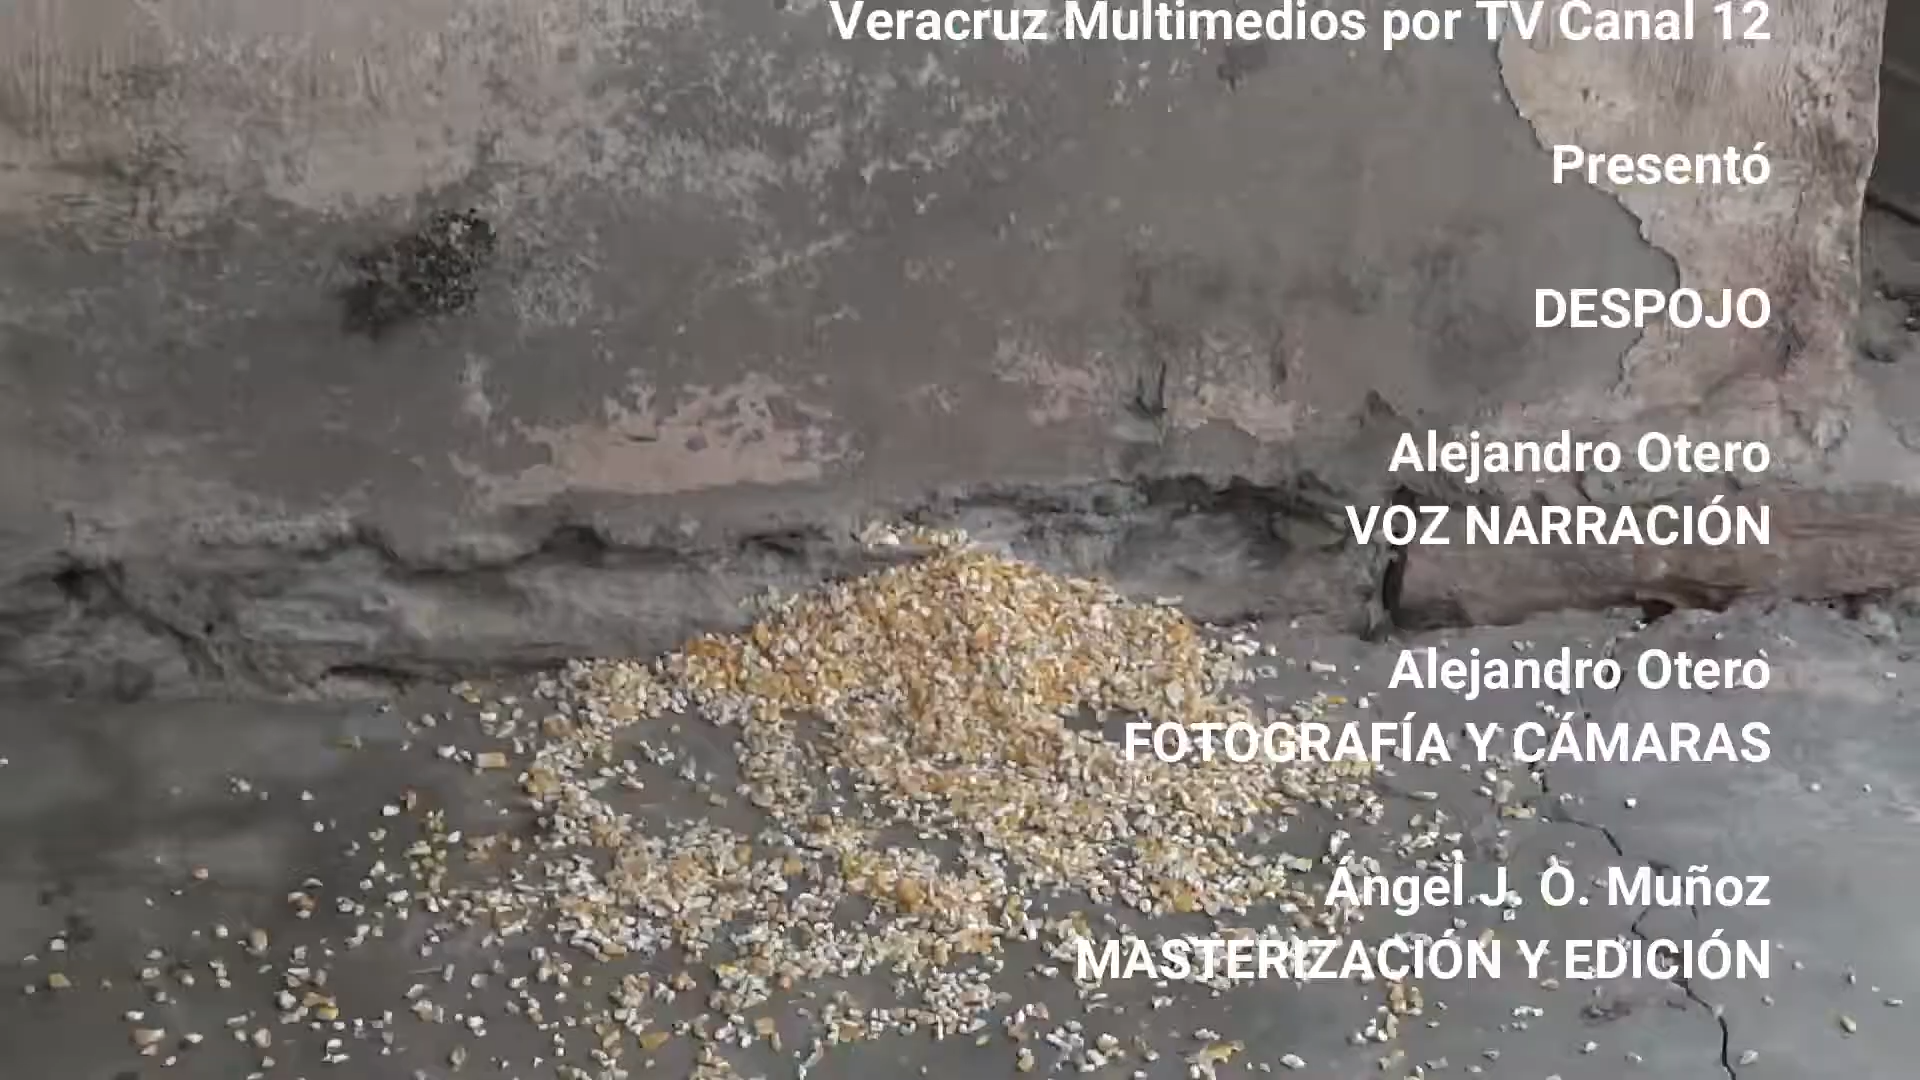 Veracruz Multimedios por TV Canal 12
Presentó
DESPOJO
Alejandro Otero
VOZ NARRACIÓN
Alejandro Otero
FOTOGRAFÍA Y CÁMARAS
Ángel J. O. Muñoz
MASTERIZACIÓN Y EDICIÓN